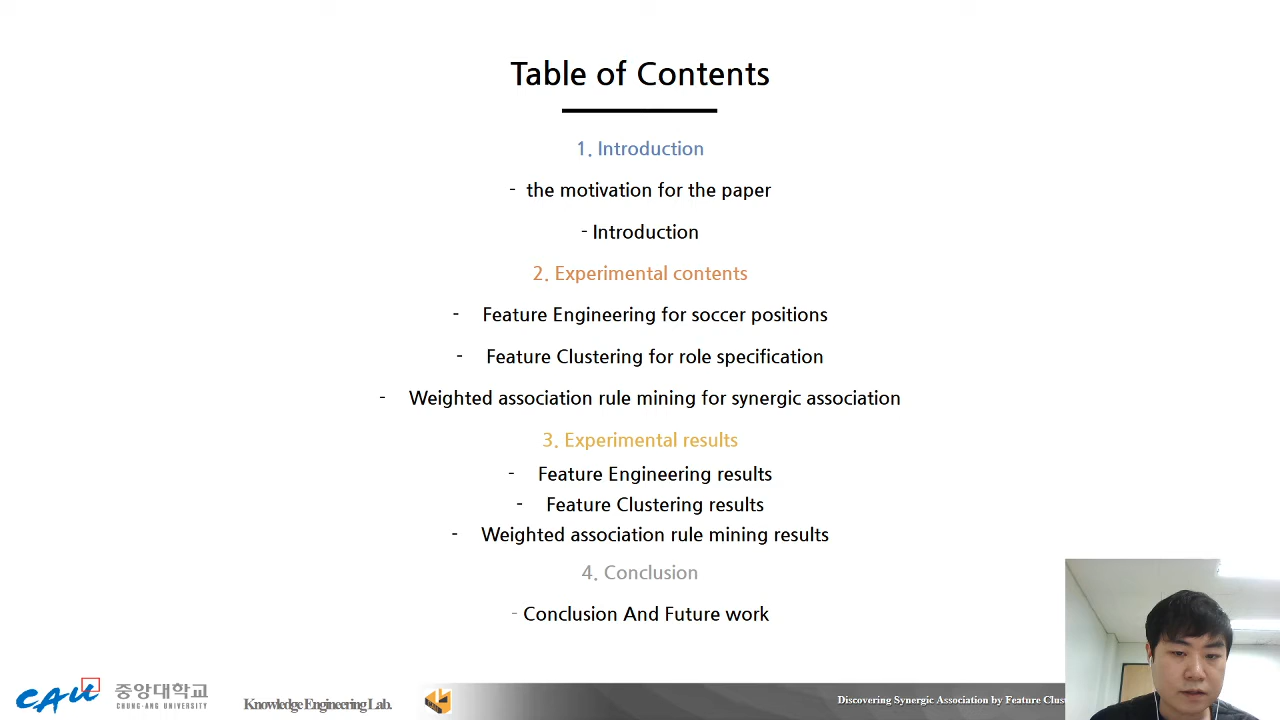 Table of Contents
1. Introduction
- the motivation for the paper
- Introduction
2. Experimental contents
- Feature Engineering for soccer positions
- Feature Clustering for role specification
- Weighted association rule mining for synergic association
3. Experimental results
- Feature Engineering results
- Feature Clustering results
- Weighted association rule mining results
4. Conclusion
- Conclusion And Future work
CAU 중앙대학교
CHUNG-ANG UNIVERSITY
Knowledge Engineering Lab.
Discovering Synergic Association by Feature